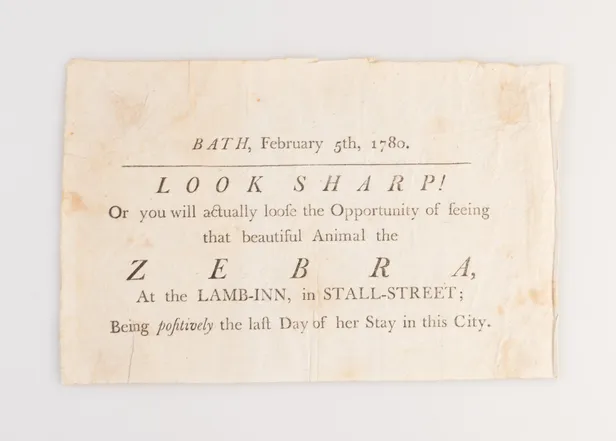 BATH, February 5th, 1780.
LOOK SHARP!
Or you will actually looſe the Opportunity of ſeeing
that beautiful Animal the
ZEBRA,
At the LAMB-INN, in STALL-STREET;
Being poſitively the laſt Day of her Stay in this City.